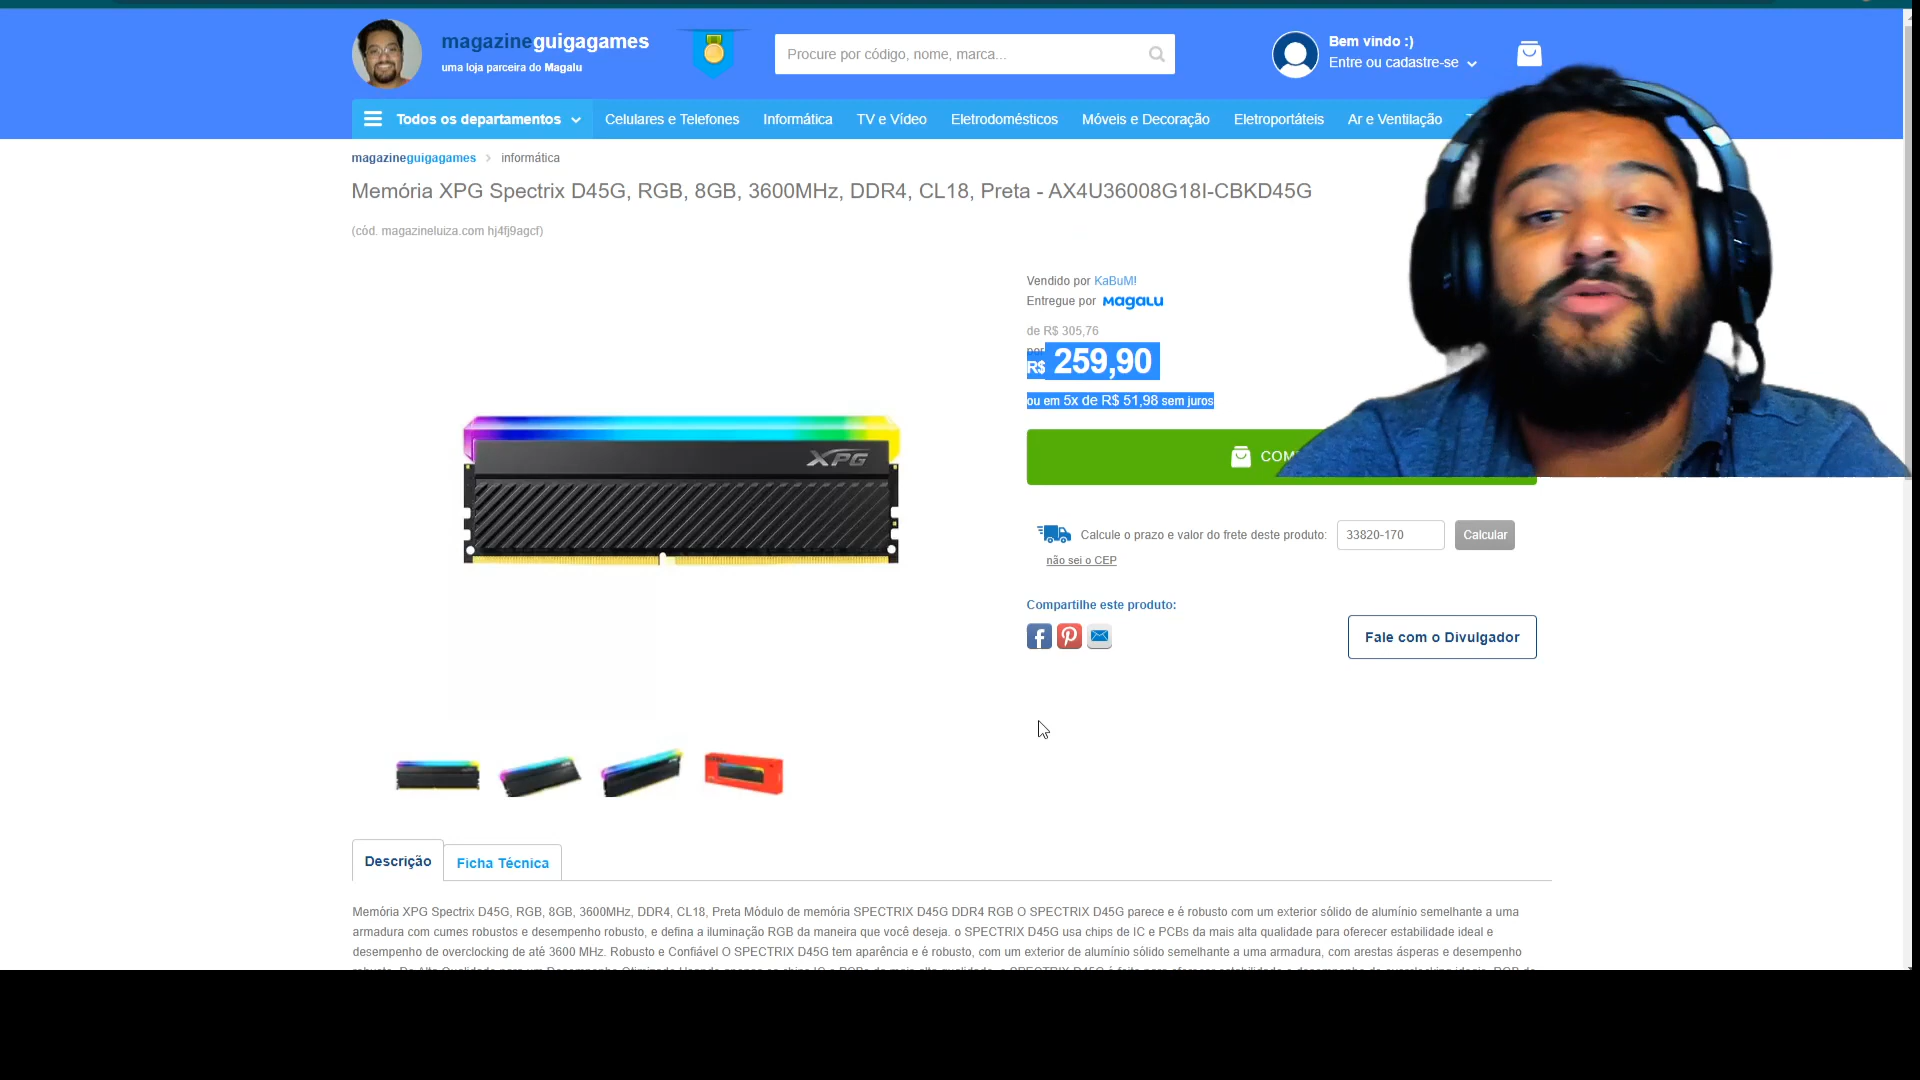 magazineguigagames
uma loja parceira do Magalu
Procure por código, nome, marca...
Bem vindo :)
Entre ou cadastre-se
Todos os departamentos
Celulares e Telefones
Informática
TV e Vídeo
Eletrodomésticos
Móveis e Decoração
Eletroportáteis
Ar e Ventilação
magazineguigagames > informática
Memória XPG Spectrix D45G, RGB, 8GB, 3600MHz, DDR4, CL18, Preta - AX4U36008G18I-CBKD45G
(cód. magazineluiza.com hj4fj9agcf)
Vendido por KaBuM!
Entregue por magalu
de R$ 305,76
por
R$ 259,90
ou em 5x de R$ 51,98 sem juros
COM
XPG
Calcule o prazo e valor do frete deste produto:
33820-170
Calcular
não sei o CEP
Compartilhe este produto:
Fale com o Divulgador
Descrição
Ficha Técnica
Memória XPG Spectrix D45G, RGB, 8GB, 3600MHz, DDR4, CL18, Preta Módulo de memória SPECTRIX D45G DDR4 RGB O SPECTRIX D45G parece e é robusto com um exterior sólido de alumínio semelhante a uma
armadura com cumes robustos e desempenho robusto, e defina a iluminação RGB da maneira que você deseja. o SPECTRIX D45G usa chips de IC e PCBs da mais alta qualidade para oferecer estabilidade ideal e
desempenho de overclocking de até 3600 MHz. Robusto e Confiável O SPECTRIX D45G tem aparência e é robusto, com um exterior de alumínio sólido semelhante a uma armadura, com arestas ásperas e desempenho